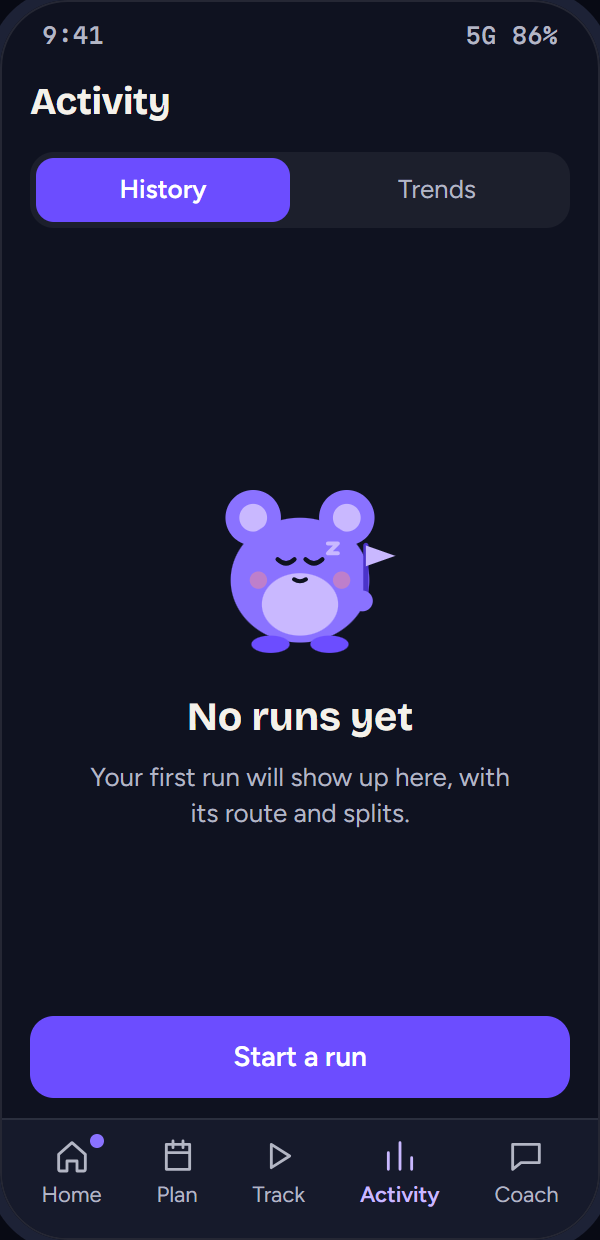 9:41
5G 86%
Activity
History
Trends
z
No runs yet
Your first run will show up here, with
its route and splits.
Start a run
Home
Plan
Track
Activity
Coach